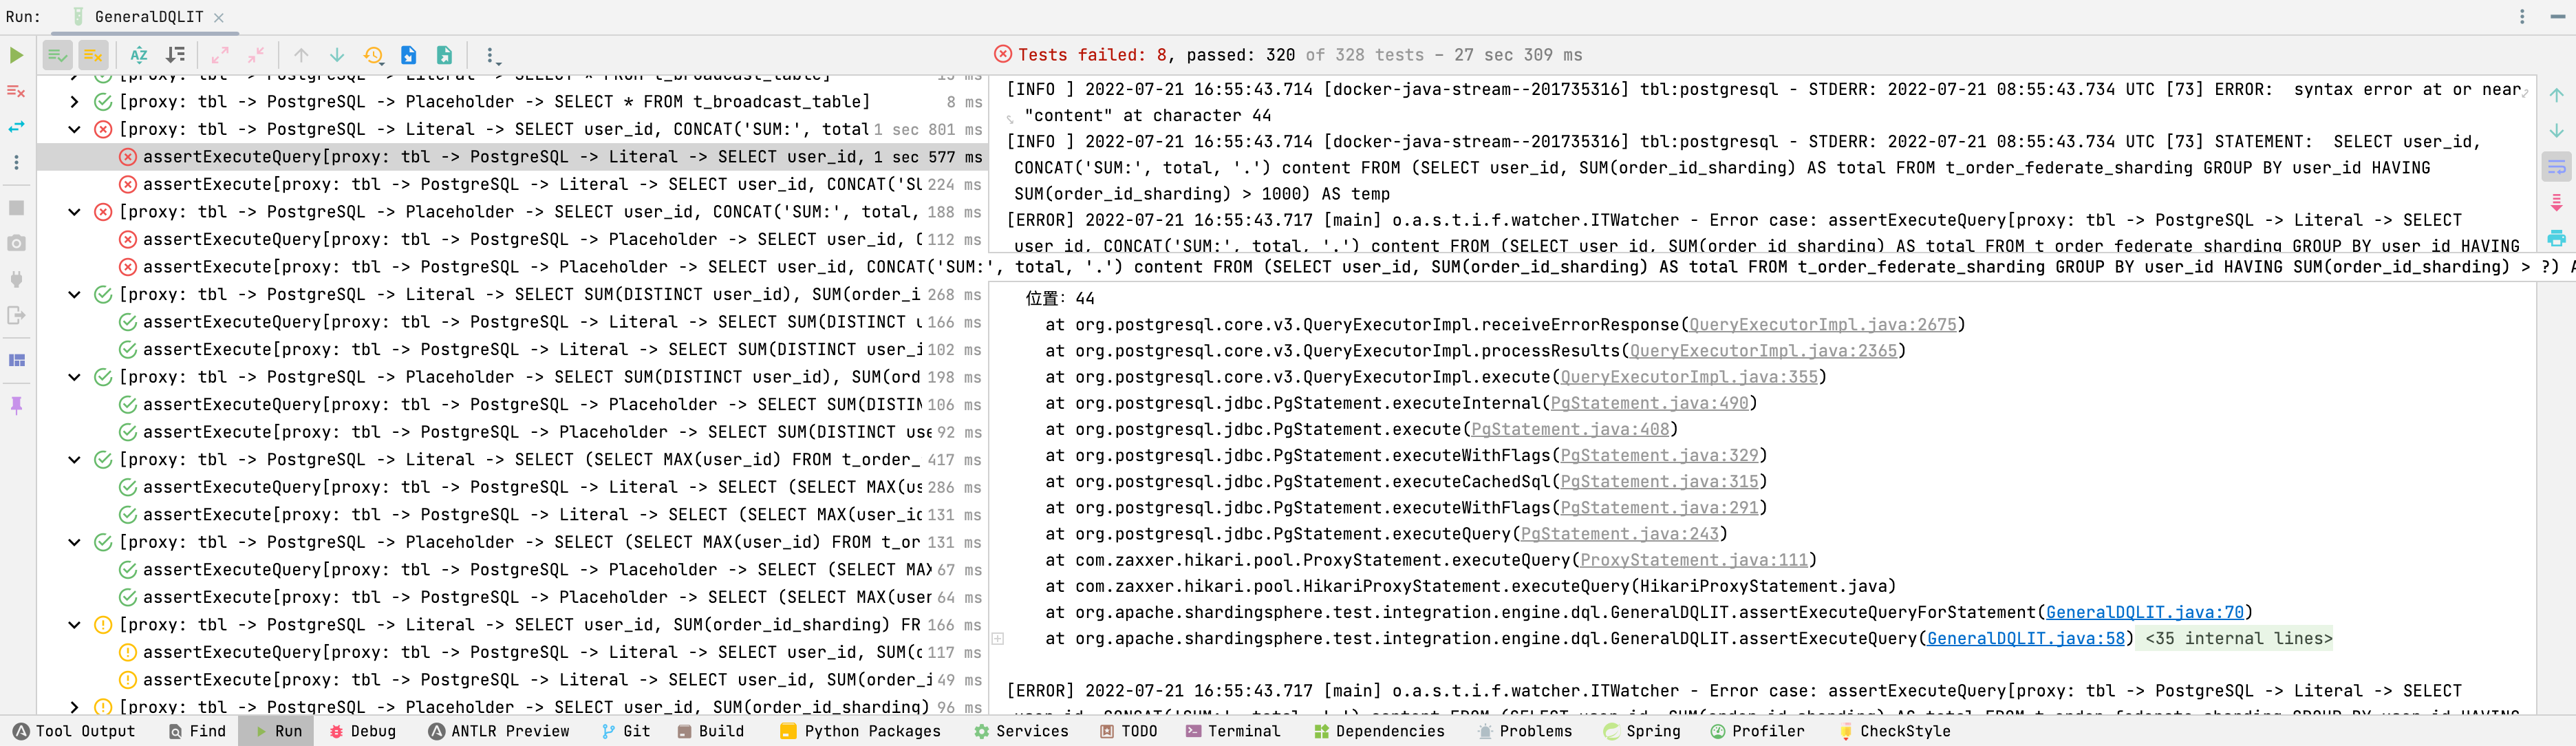 Run: GeneralDQLIT
Tests failed: 8, passed: 320 of 328 tests – 27 sec 309 ms
[proxy: tbl -> PostgreSQL -> Literal -> SELECT * FROM t_broadcast_table] 13 ms
[proxy: tbl -> PostgreSQL -> Placeholder -> SELECT * FROM t_broadcast_table] 8 ms
[proxy: tbl -> PostgreSQL -> Literal -> SELECT user_id, CONCAT('SUM:', total 1 sec 801 ms
assertExecuteQuery[proxy: tbl -> PostgreSQL -> Literal -> SELECT user_id, 1 sec 577 ms
assertExecute[proxy: tbl -> PostgreSQL -> Literal -> SELECT user_id, CONCAT('SU 224 ms
[proxy: tbl -> PostgreSQL -> Placeholder -> SELECT user_id, CONCAT('SUM:', total, 188 ms
assertExecuteQuery[proxy: tbl -> PostgreSQL -> Placeholder -> SELECT user_id, C 112 ms
assertExecute[proxy: tbl -> PostgreSQL -> Placeholder -> SELECT user_id, CONCAT('SUM:', total, '.') content FROM (SELECT user_id, SUM(order_id_sharding) AS total FROM t_order_federate_sharding GROUP BY user_id HAVING SUM(order_id_sharding) > ?) A
[proxy: tbl -> PostgreSQL -> Literal -> SELECT SUM(DISTINCT user_id), SUM(order_i 268 ms
assertExecuteQuery[proxy: tbl -> PostgreSQL -> Literal -> SELECT SUM(DISTINCT u 166 ms
assertExecute[proxy: tbl -> PostgreSQL -> Literal -> SELECT SUM(DISTINCT user_i 102 ms
[proxy: tbl -> PostgreSQL -> Placeholder -> SELECT SUM(DISTINCT user_id), SUM(ord 198 ms
assertExecuteQuery[proxy: tbl -> PostgreSQL -> Placeholder -> SELECT SUM(DISTIN 106 ms
assertExecute[proxy: tbl -> PostgreSQL -> Placeholder -> SELECT SUM(DISTINCT use 92 ms
[proxy: tbl -> PostgreSQL -> Literal -> SELECT (SELECT MAX(user_id) FROM t_order_ 417 ms
assertExecuteQuery[proxy: tbl -> PostgreSQL -> Literal -> SELECT (SELECT MAX(us 286 ms
assertExecute[proxy: tbl -> PostgreSQL -> Literal -> SELECT (SELECT MAX(user_id 131 ms
[proxy: tbl -> PostgreSQL -> Placeholder -> SELECT (SELECT MAX(user_id) FROM t_or 131 ms
assertExecuteQuery[proxy: tbl -> PostgreSQL -> Placeholder -> SELECT (SELECT MAX 67 ms
assertExecute[proxy: tbl -> PostgreSQL -> Placeholder -> SELECT (SELECT MAX(user 64 ms
[proxy: tbl -> PostgreSQL -> Literal -> SELECT user_id, SUM(order_id_sharding) FR 166 ms
assertExecuteQuery[proxy: tbl -> PostgreSQL -> Literal -> SELECT user_id, SUM(o 117 ms
assertExecute[proxy: tbl -> PostgreSQL -> Literal -> SELECT user_id, SUM(order_i 49 ms
[proxy: tbl -> PostgreSQL -> Placeholder -> SELECT user_id, SUM(order_id_sharding) 96 ms
[INFO ] 2022-07-21 16:55:43.714 [docker-java-stream--201735316] tbl:postgresql - STDERR: 2022-07-21 08:55:43.734 UTC [73] ERROR:  syntax error at or near
"content" at character 44
[INFO ] 2022-07-21 16:55:43.714 [docker-java-stream--201735316] tbl:postgresql - STDERR: 2022-07-21 08:55:43.734 UTC [73] STATEMENT:  SELECT user_id,
CONCAT('SUM:', total, '.') content FROM (SELECT user_id, SUM(order_id_sharding) AS total FROM t_order_federate_sharding GROUP BY user_id HAVING
SUM(order_id_sharding) > 1000) AS temp
[ERROR] 2022-07-21 16:55:43.717 [main] o.a.s.t.i.f.watcher.ITWatcher - Error case: assertExecuteQuery[proxy: tbl -> PostgreSQL -> Literal -> SELECT
user_id, CONCAT('SUM:', total, '.') content FROM (SELECT user_id, SUM(order_id_sharding) AS total FROM t_order_federate_sharding GROUP BY user_id HAVING
位置：44
at org.postgresql.core.v3.QueryExecutorImpl.receiveErrorResponse(QueryExecutorImpl.java:2675)
at org.postgresql.core.v3.QueryExecutorImpl.processResults(QueryExecutorImpl.java:2365)
at org.postgresql.core.v3.QueryExecutorImpl.execute(QueryExecutorImpl.java:355)
at org.postgresql.jdbc.PgStatement.executeInternal(PgStatement.java:490)
at org.postgresql.jdbc.PgStatement.execute(PgStatement.java:408)
at org.postgresql.jdbc.PgStatement.executeWithFlags(PgStatement.java:329)
at org.postgresql.jdbc.PgStatement.executeCachedSql(PgStatement.java:315)
at org.postgresql.jdbc.PgStatement.executeWithFlags(PgStatement.java:291)
at org.postgresql.jdbc.PgStatement.executeQuery(PgStatement.java:243)
at com.zaxxer.hikari.pool.ProxyStatement.executeQuery(ProxyStatement.java:111)
at com.zaxxer.hikari.pool.HikariProxyStatement.executeQuery(HikariProxyStatement.java)
at org.apache.shardingsphere.test.integration.engine.dql.GeneralDQLIT.assertExecuteQueryForStatement(GeneralDQLIT.java:70)
at org.apache.shardingsphere.test.integration.engine.dql.GeneralDQLIT.assertExecuteQuery(GeneralDQLIT.java:58) <35 internal lines>
[ERROR] 2022-07-21 16:55:43.717 [main] o.a.s.t.i.f.watcher.ITWatcher - Error case: assertExecuteQuery[proxy: tbl -> PostgreSQL -> Literal -> SELECT
user_id, CONCAT('SUM:', total, '.') content FROM (SELECT user_id, SUM(order_id_sharding) AS total FROM t_order_federate_sharding GROUP BY user_id HAVING
Tool Output Find Run Debug ANTLR Preview Git Build Python Packages Services TODO Terminal Dependencies Problems Spring Profiler CheckStyle